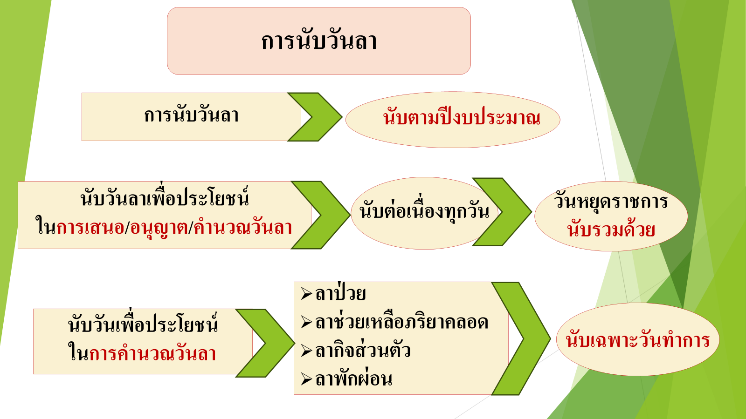 การนับวันลา
การนับวันลา
นับตามปีงบประมาณ
นับวันลาเพื่อประโยชน์
ในการเสนอ/อนุญาต/คำนวณวันลา
นับต่อเนื่องทุกวัน
วันหยุดราชการ
นับรวมด้วย
นับวันเพื่อประโยชน์
ในการคำนวณวันลา
➢ลาป่วย
➢ลาช่วยเหลือภริยาคลอด
➢ลากิจส่วนตัว
➢ลาพักผ่อน
นับเฉพาะวันทำการ